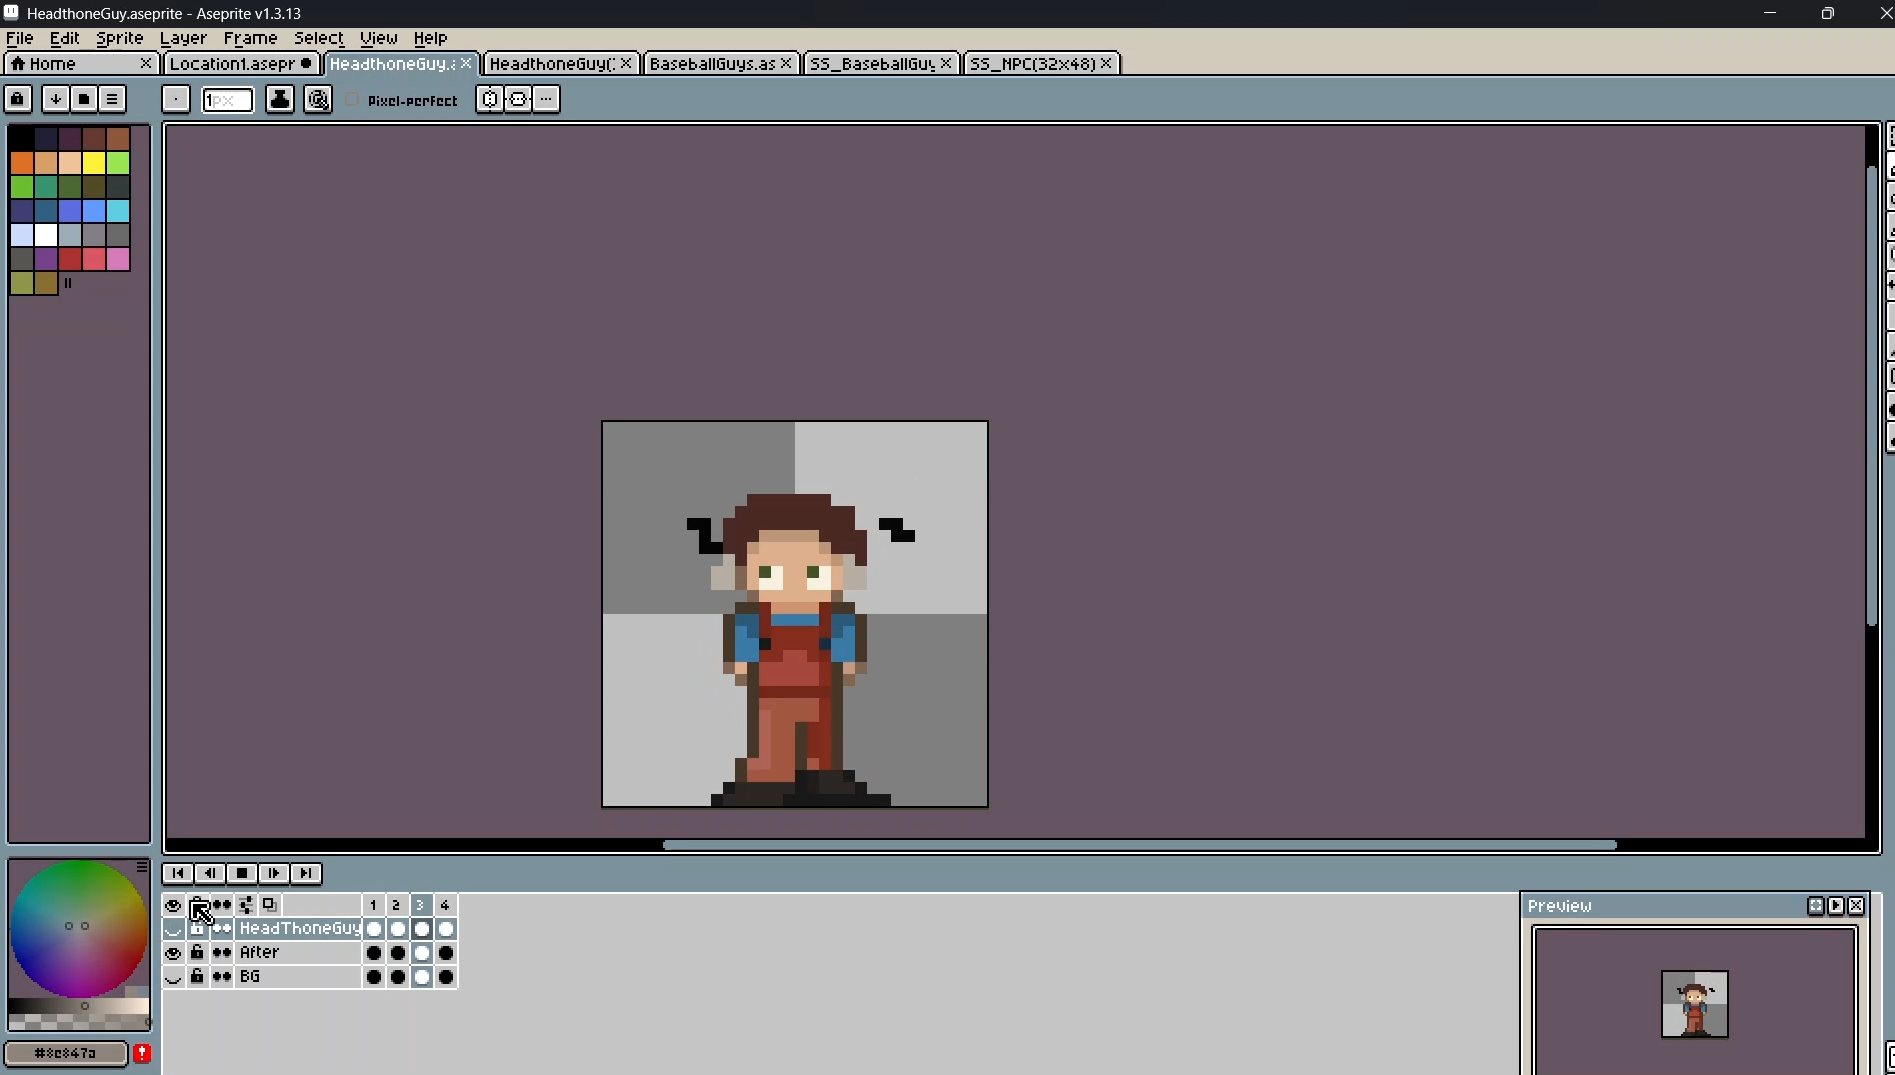 HeadthoneGuy.aseprite - Aseprite v1.3.13
File Edit Sprite Layer Frame Select View Help
Home Location1.asepr HeadthoneGuy.a HeadthoneGuy( BaseballGuys.as SS_BaseballGuy SS_NPC(32x48)
1px Pixel-perfect
1 2 3 4
HeadThoneGuy
After
BG
Preview
#8c847a